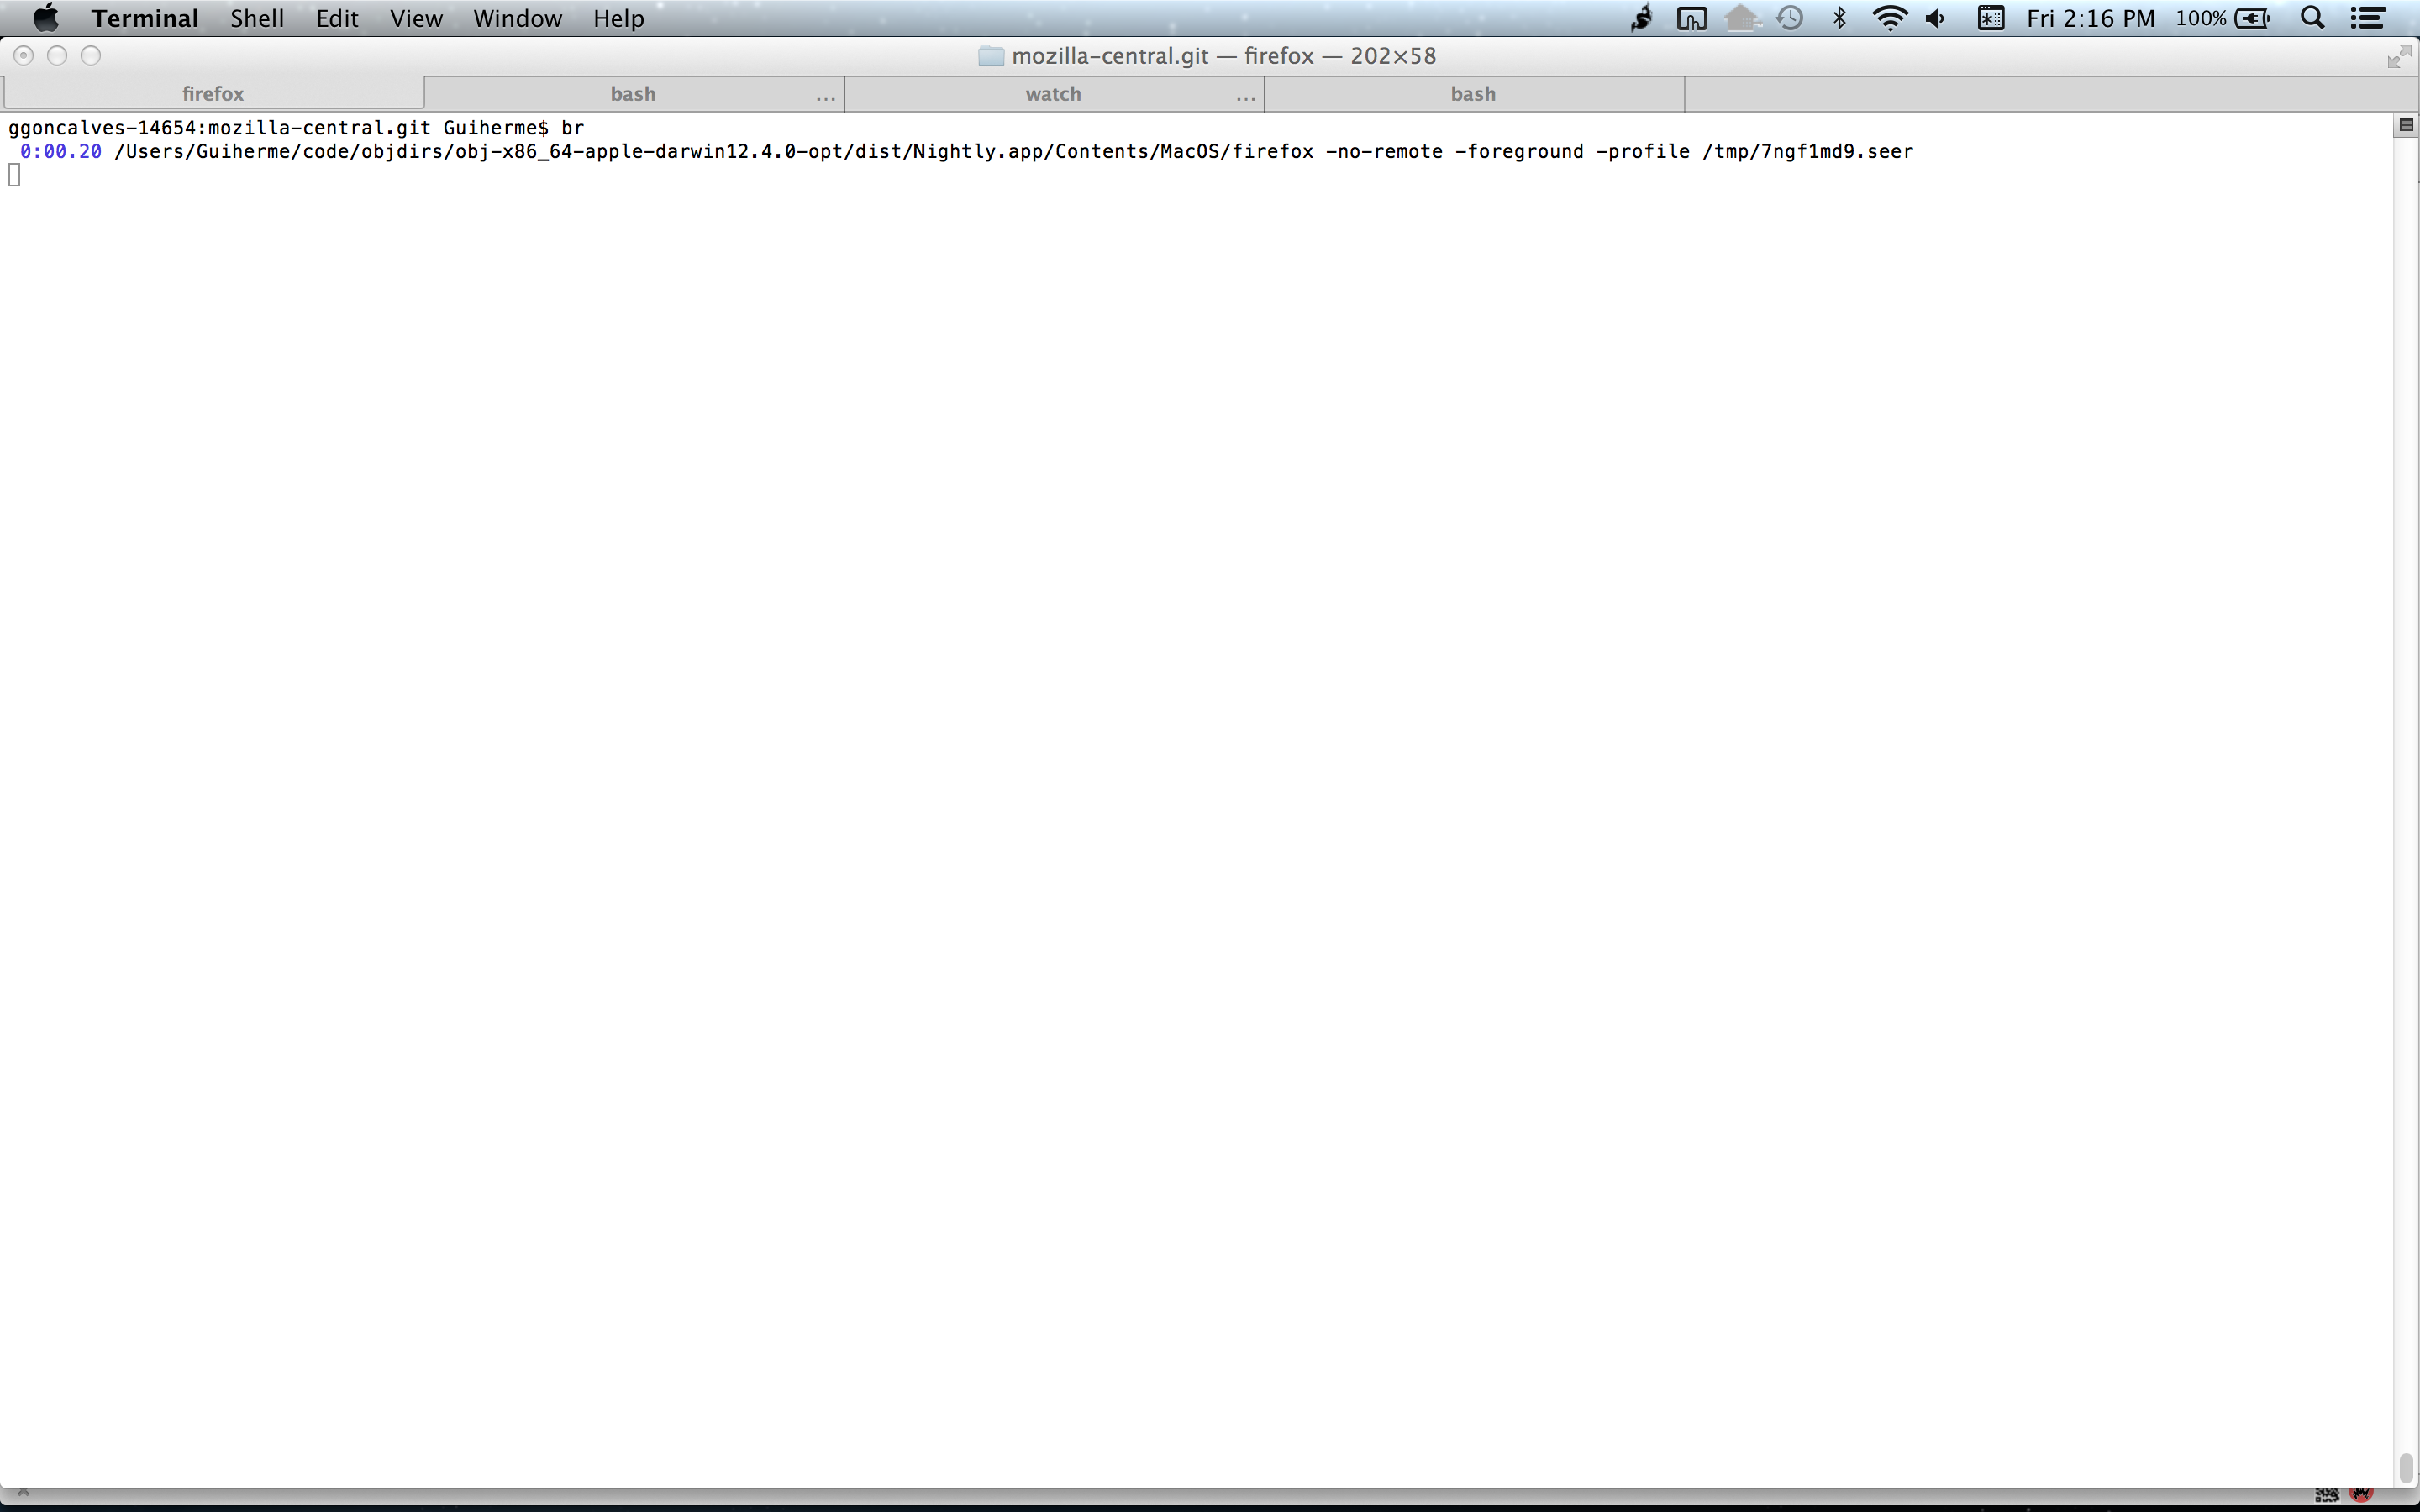 Terminal Shell Edit View Window Help Fri 2:16 PM 100%
mozilla-central.git — firefox — 202×58
firefox bash ... watch ... bash
ggoncalves-14654:mozilla-central.git Guiherme$ br
0:00.20 /Users/Guiherme/code/objdirs/obj-x86_64-apple-darwin12.4.0-opt/dist/Nightly.app/Contents/MacOS/firefox -no-remote -foreground -profile /tmp/7ngf1md9.seer